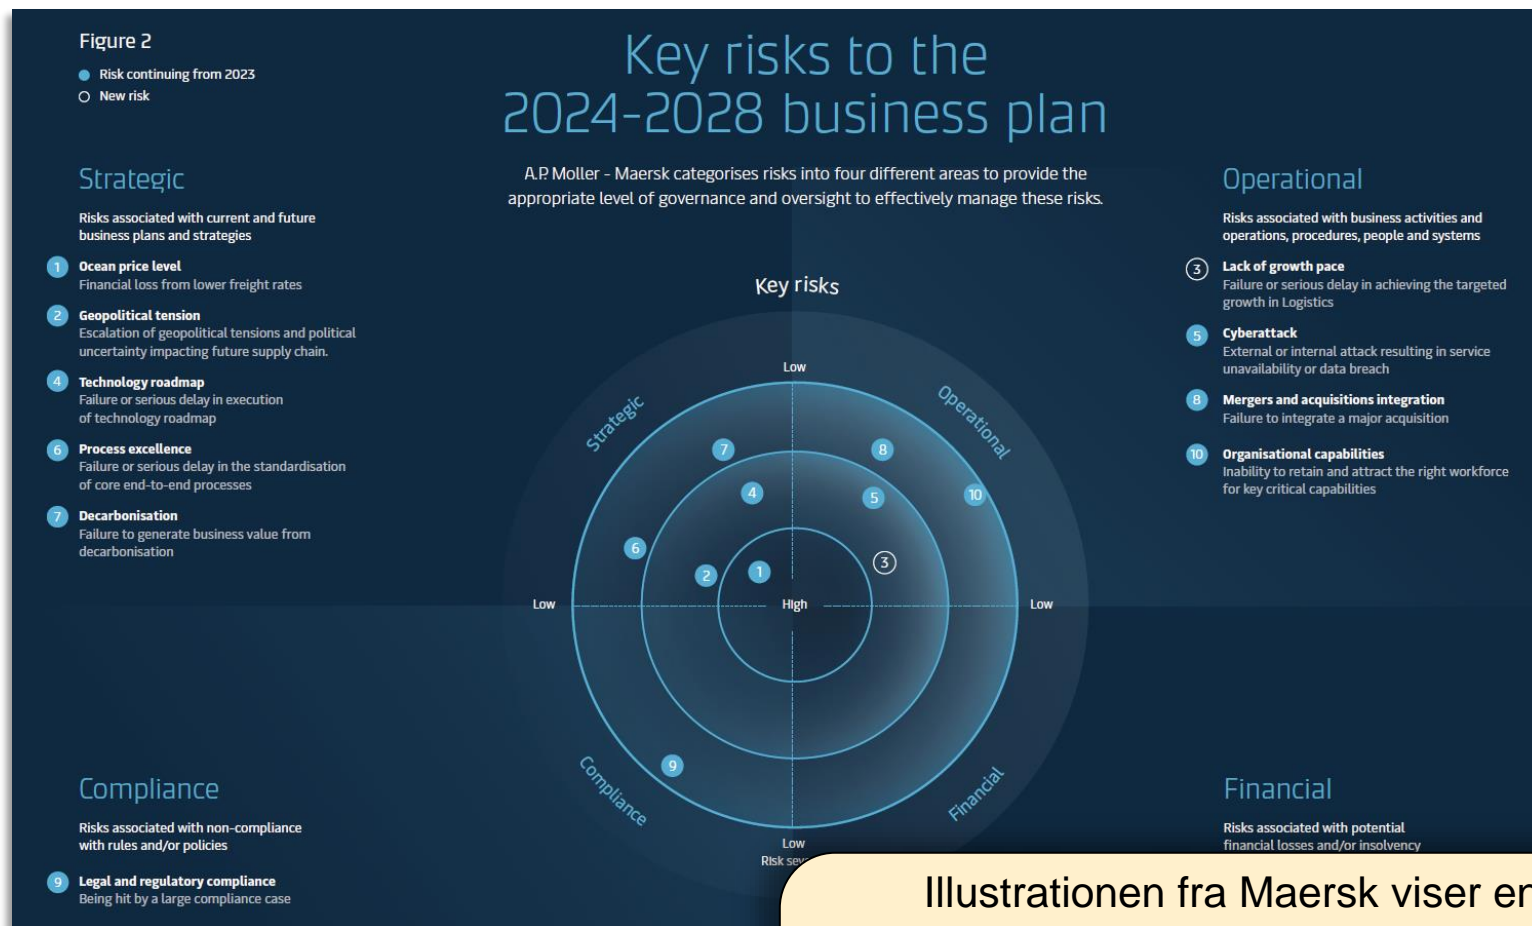 Figure 2
Risk continuing from 2023
New risk
Key risks to the
2024-2028 business plan
A.P. Moller - Maersk categorises risks into four different areas to provide the
appropriate level of governance and oversight to effectively manage these risks.
Strategic
Risks associated with current and future
business plans and strategies
1 Ocean price level
Financial loss from lower freight rates
2 Geopolitical tension
Escalation of geopolitical tensions and political
uncertainty impacting future supply chain.
4 Technology roadmap
Failure or serious delay in execution
of technology roadmap
6 Process excellence
Failure or serious delay in the standardisation
of core end-to-end processes
7 Decarbonisation
Failure to generate business value from
decarbonisation
Operational
Risks associated with business activities and
operations, procedures, people and systems
3 Lack of growth pace
Failure or serious delay in achieving the targeted
growth in Logistics
5 Cyberattack
External or internal attack resulting in service
unavailability or data breach
8 Mergers and acquisitions integration
Failure to integrate a major acquisition
10 Organisational capabilities
Inability to retain and attract the right workforce
for key critical capabilities
Key risks
Low
Strategic
Operational
7
8
4
5
10
6
3
2
1
Low
High
Low
9
Compliance
Financial
Low
Risk
Compliance
Risks associated with non-compliance
with rules and/or policies
9 Legal and regulatory compliance
Being hit by a large compliance case
Financial
Risks associated with potential
financial losses and/or insolvency
Illustrationen fra Maersk viser en